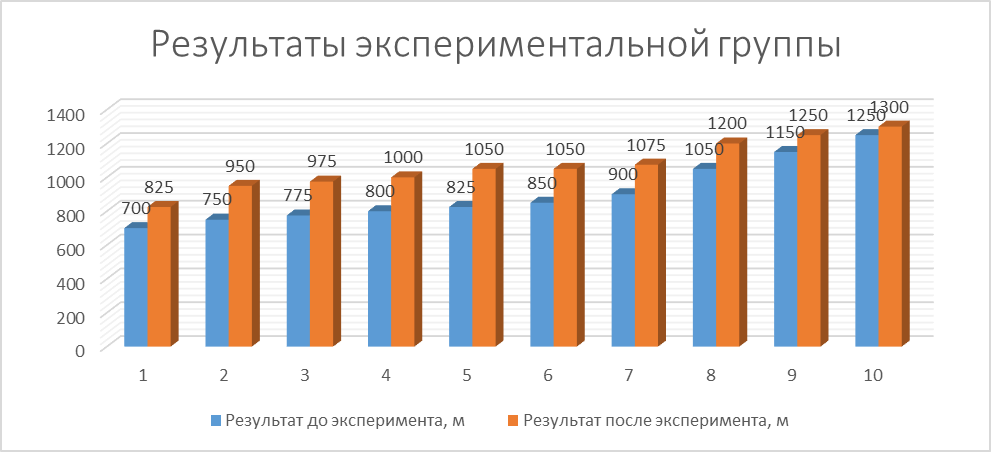 Результаты экспериментальной группы
1400
1200
1000
800
600
400
200
0
700 825 750 950 775 975 800 1000 825 1050 850 1050 900 1075 1050 1200 1150 1250 1250 1300
1 2 3 4 5 6 7 8 9 10
Результат до эксперимента, м Результат после эксперимента, м